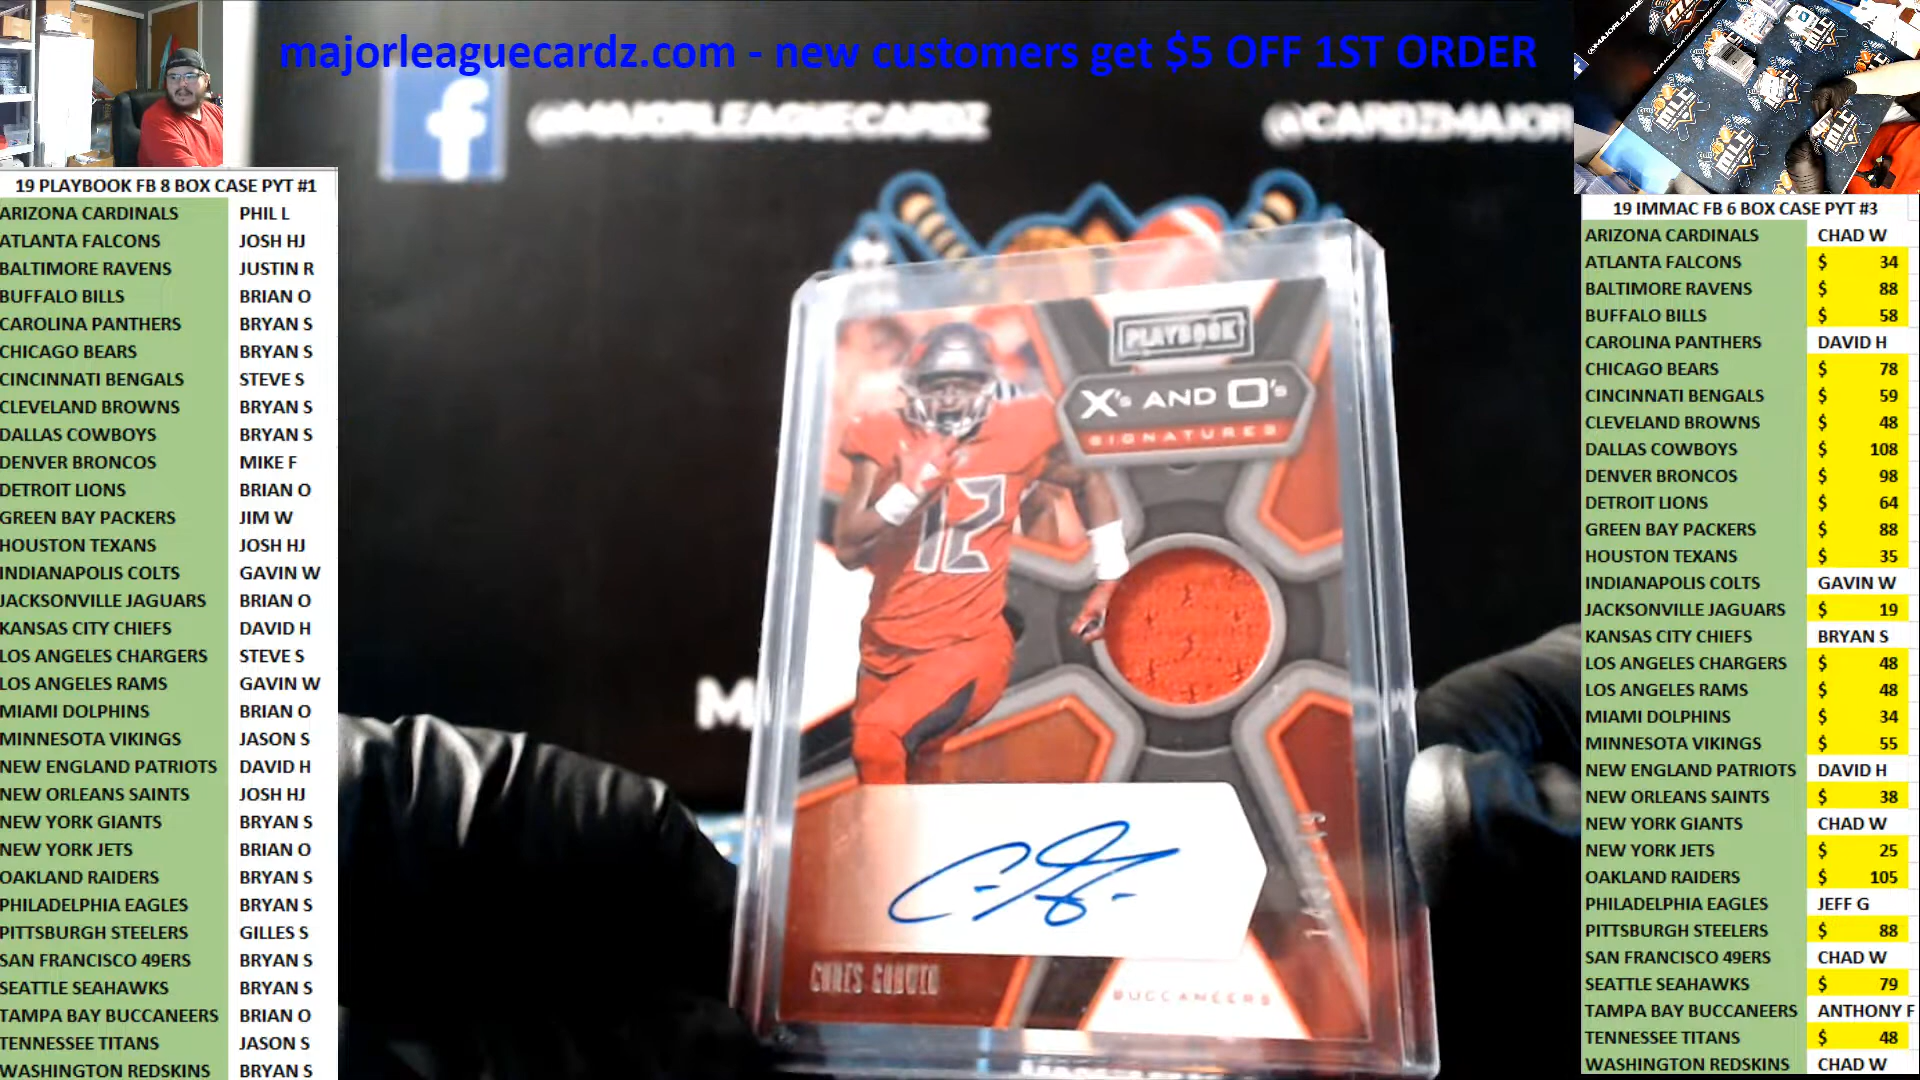 majorleaguecardz.com - new customers get $5 OFF 1ST ORDER
f @MAJORLEAGUECARDZ
@CARDZMAJOR
19 PLAYBOOK FB 8 BOX CASE PYT #1
ARIZONA CARDINALS PHIL L
ATLANTA FALCONS JOSH HJ
BALTIMORE RAVENS JUSTIN R
BUFFALO BILLS BRIAN O
CAROLINA PANTHERS BRYAN S
CHICAGO BEARS BRYAN S
CINCINNATI BENGALS STEVE S
CLEVELAND BROWNS BRYAN S
DALLAS COWBOYS BRYAN S
DENVER BRONCOS MIKE F
DETROIT LIONS BRIAN O
GREEN BAY PACKERS JIM W
HOUSTON TEXANS JOSH HJ
INDIANAPOLIS COLTS GAVIN W
JACKSONVILLE JAGUARS BRIAN O
KANSAS CITY CHIEFS DAVID H
LOS ANGELES CHARGERS STEVE S
LOS ANGELES RAMS GAVIN W
MIAMI DOLPHINS BRIAN O
MINNESOTA VIKINGS JASON S
NEW ENGLAND PATRIOTS DAVID H
NEW ORLEANS SAINTS JOSH HJ
NEW YORK GIANTS BRYAN S
NEW YORK JETS BRIAN O
OAKLAND RAIDERS BRYAN S
PHILADELPHIA EAGLES BRYAN S
PITTSBURGH STEELERS GILLES S
SAN FRANCISCO 49ERS BRYAN S
SEATTLE SEAHAWKS BRYAN S
TAMPA BAY BUCCANEERS BRIAN O
TENNESSEE TITANS JASON S
WASHINGTON REDSKINS BRYAN S
PLAYBOOK
X's AND O's
SIGNATURES
12
CHRIS GODWIN
BUCCANEERS
MLC
MLC
MLC
MLC
19 IMMAC FB 6 BOX CASE PYT #3
ARIZONA CARDINALS CHAD W
ATLANTA FALCONS $ 34
BALTIMORE RAVENS $ 88
BUFFALO BILLS $ 58
CAROLINA PANTHERS DAVID H
CHICAGO BEARS $ 78
CINCINNATI BENGALS $ 59
CLEVELAND BROWNS $ 48
DALLAS COWBOYS $ 108
DENVER BRONCOS $ 98
DETROIT LIONS $ 64
GREEN BAY PACKERS $ 88
HOUSTON TEXANS $ 35
INDIANAPOLIS COLTS GAVIN W
JACKSONVILLE JAGUARS $ 19
KANSAS CITY CHIEFS BRYAN S
LOS ANGELES CHARGERS $ 48
LOS ANGELES RAMS $ 48
MIAMI DOLPHINS $ 34
MINNESOTA VIKINGS $ 55
NEW ENGLAND PATRIOTS DAVID H
NEW ORLEANS SAINTS $ 38
NEW YORK GIANTS CHAD W
NEW YORK JETS $ 25
OAKLAND RAIDERS $ 105
PHILADELPHIA EAGLES JEFF G
PITTSBURGH STEELERS $ 88
SAN FRANCISCO 49ERS CHAD W
SEATTLE SEAHAWKS $ 79
TAMPA BAY BUCCANEERS ANTHONY F
TENNESSEE TITANS $ 48
WASHINGTON REDSKINS CHAD W